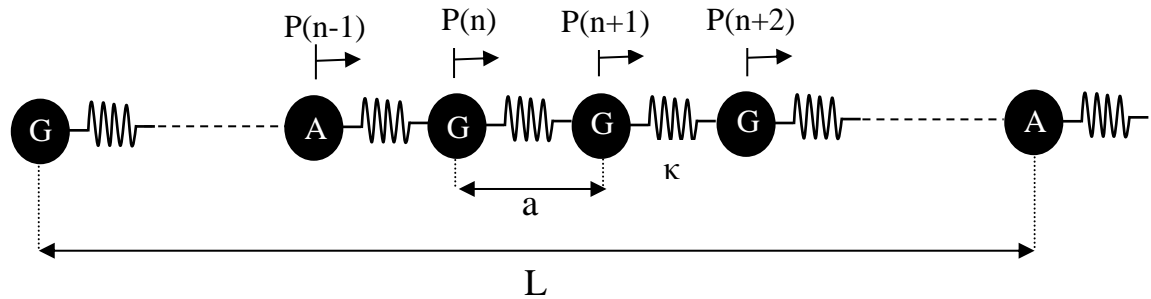 P(n-1) P(n) P(n+1) P(n+2)
G A G G G A
κ
a
L